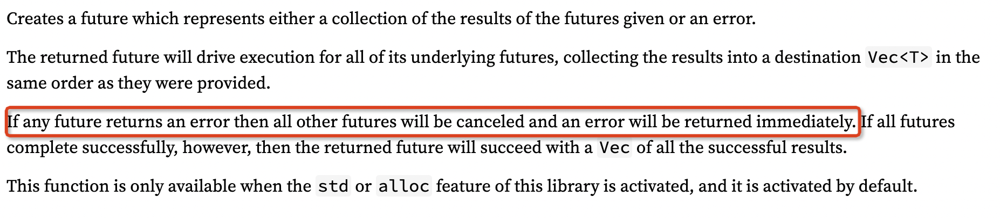 Creates a future which represents either a collection of the results of the futures given or an error.
The returned future will drive execution for all of its underlying futures, collecting the results into a destination Vec<T> in the
same order as they were provided.
If any future returns an error then all other futures will be canceled and an error will be returned immediately. If all futures
complete successfully, however, then the returned future will succeed with a Vec of all the successful results.
This function is only available when the std or alloc feature of this library is activated, and it is activated by default.